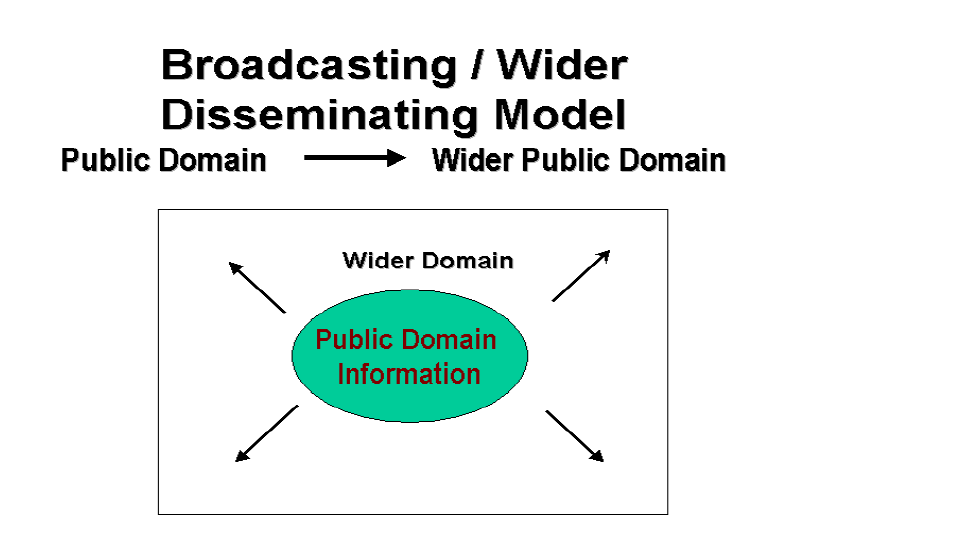 Broadcasting / Wider
Disseminating Model
Public Domain Wider Public Domain
Wider Domain
Public Domain
Information